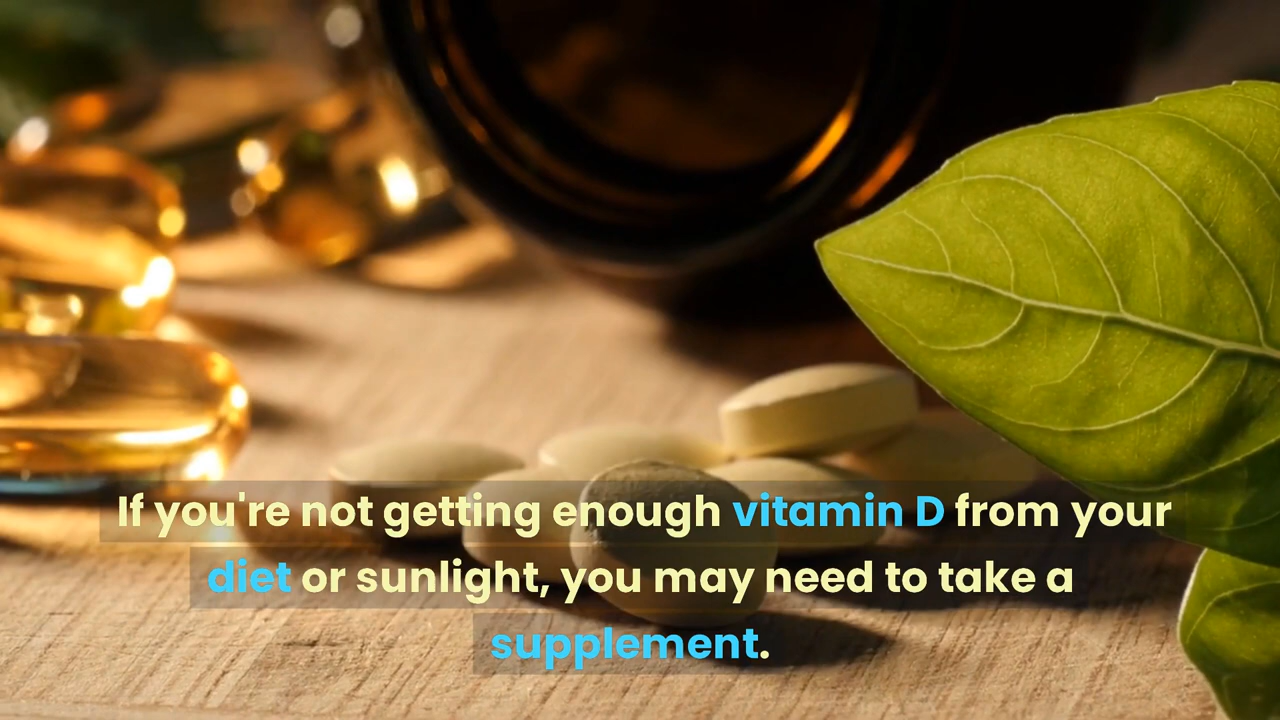 If you're not getting enough vitamin D from your
diet or sunlight, you may need to take a
supplement.